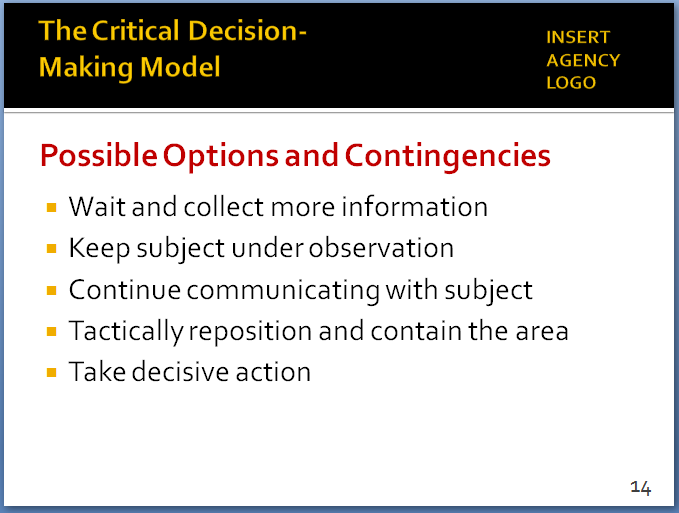 The Critical Decision-
Making Model
INSERT
AGENCY
LOGO
Possible Options and Contingencies
Wait and collect more information
Keep subject under observation
Continue communicating with subject
Tactically reposition and contain the area
Take decisive action
14